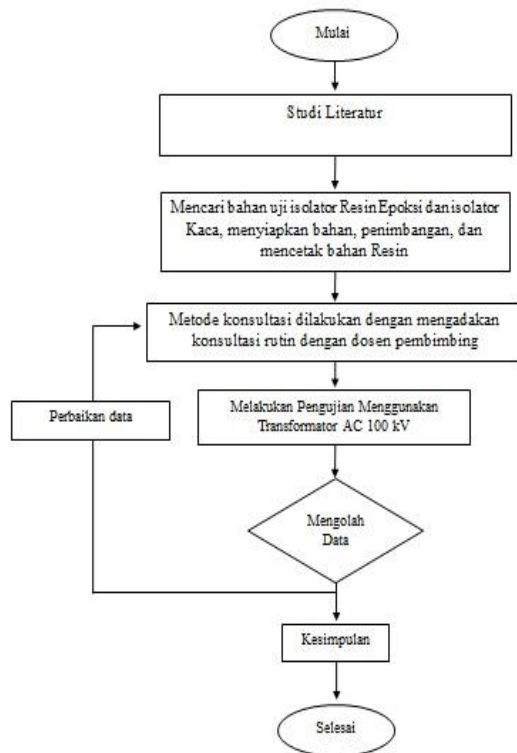 Mulai
Studi Literatur
Mencari bahan uji isolator Resin Epoksi dan isolator
Kaca, menyiapkan bahan, penimbangan, dan
mencetak bahan Resin
Metode konsultasi dilakukan dengan mengadakan
konsultasi rutin dengan dosen pembimbing
Perbaikan data
Melakukan Pengujian Menggunakan
Transformator AC 100 kV
Mengolah
Data
Kesimpulan
Selesai